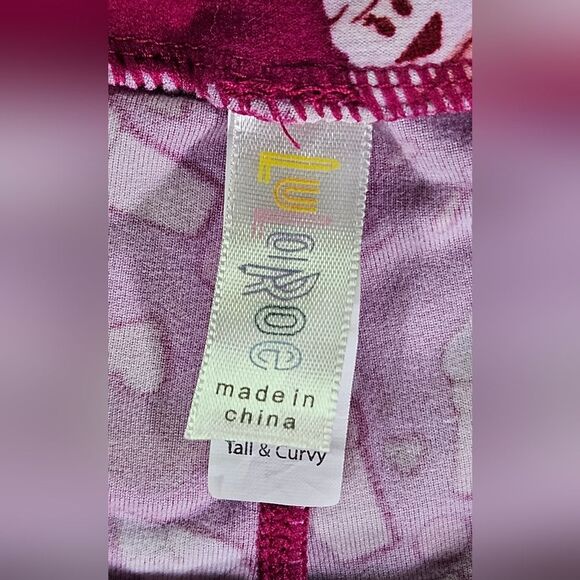 LuLaRoe
made in
china
Tall & Curvy